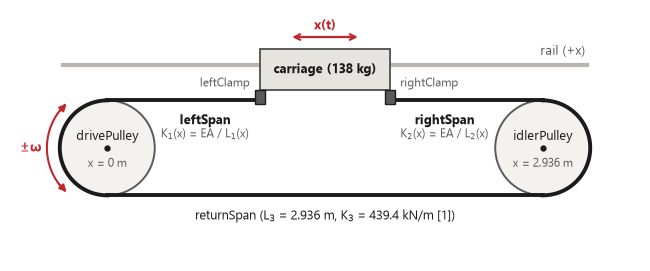 x(t)
rail (+x)
carriage (138 kg)
leftClamp
rightClamp
leftSpan
K₁(x) = EA / L₁(x)
rightSpan
K₂(x) = EA / L₂(x)
±ω
drivePulley
x = 0 m
idlerPulley
x = 2.936 m
returnSpan (L₃ = 2.936 m, K₃ = 439.4 kN/m [1])